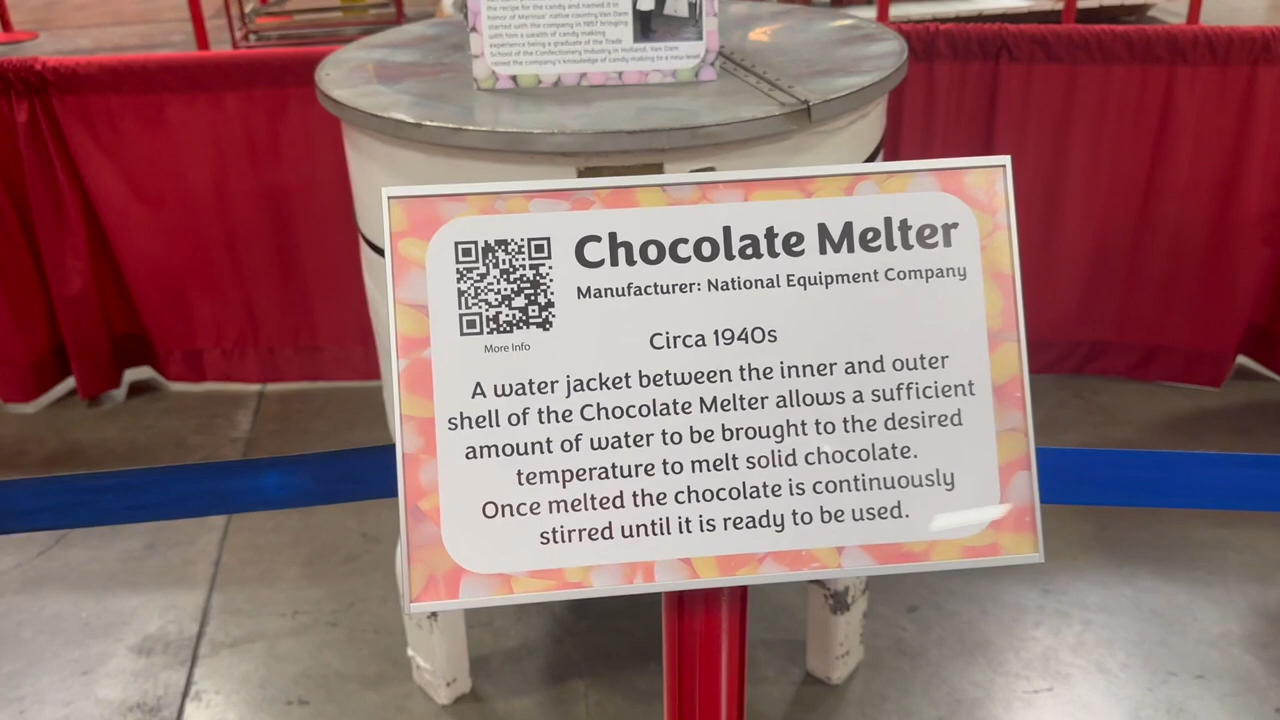 the recipe for the candy and named it in
honor of Marinus' native country. Van Dam
started with the company in 1957 bringing
with him a wealth of candy making
experience being a graduate of the Trade
School of the Confectionery Industry in Holland. Van Dam
raised the company's knowledge of candy making to a new level
Chocolate Melter
Manufacturer: National Equipment Company
More Info
Circa 1940s
A water jacket between the inner and outer
shell of the Chocolate Melter allows a sufficient
amount of water to be brought to the desired
temperature to melt solid chocolate.
Once melted the chocolate is continuously
stirred until it is ready to be used.